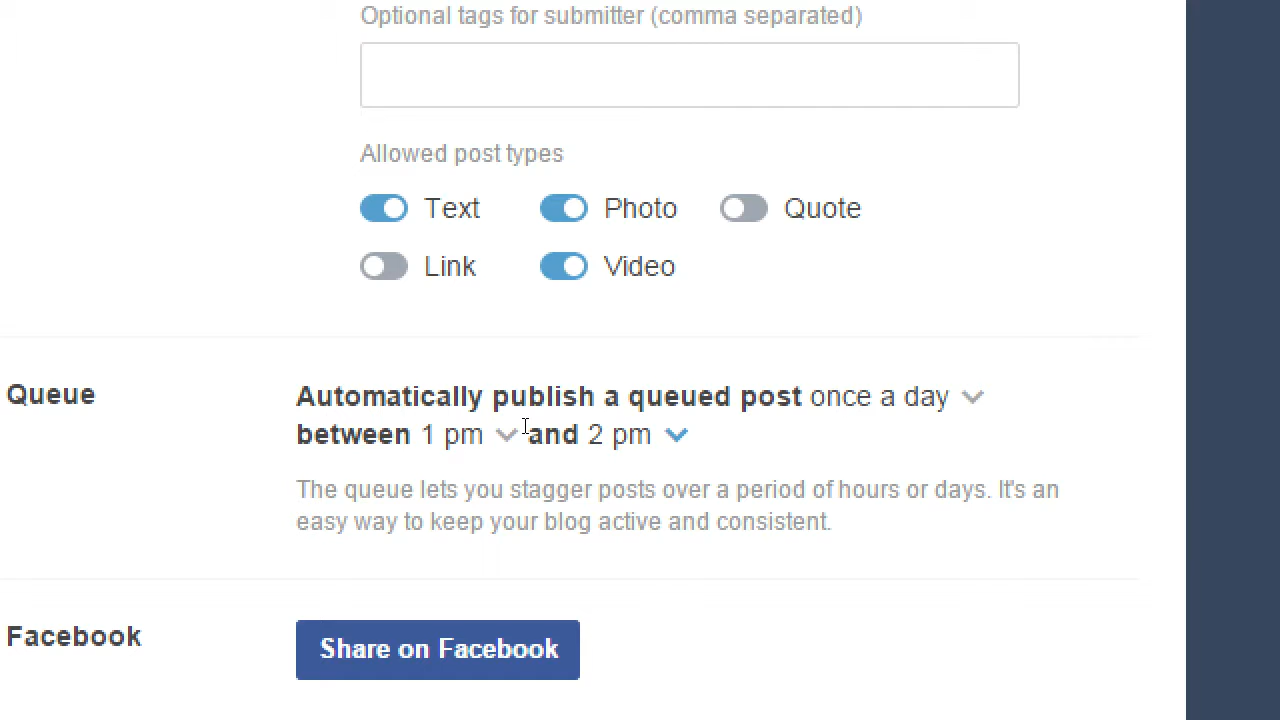 Optional tags for submitter (comma separated)
Allowed post types
Text Photo Quote
Link Video
Queue
Automatically publish a queued post once a day
between 1 pm and 2 pm
The queue lets you stagger posts over a period of hours or days. It's an
easy way to keep your blog active and consistent.
Facebook
Share on Facebook